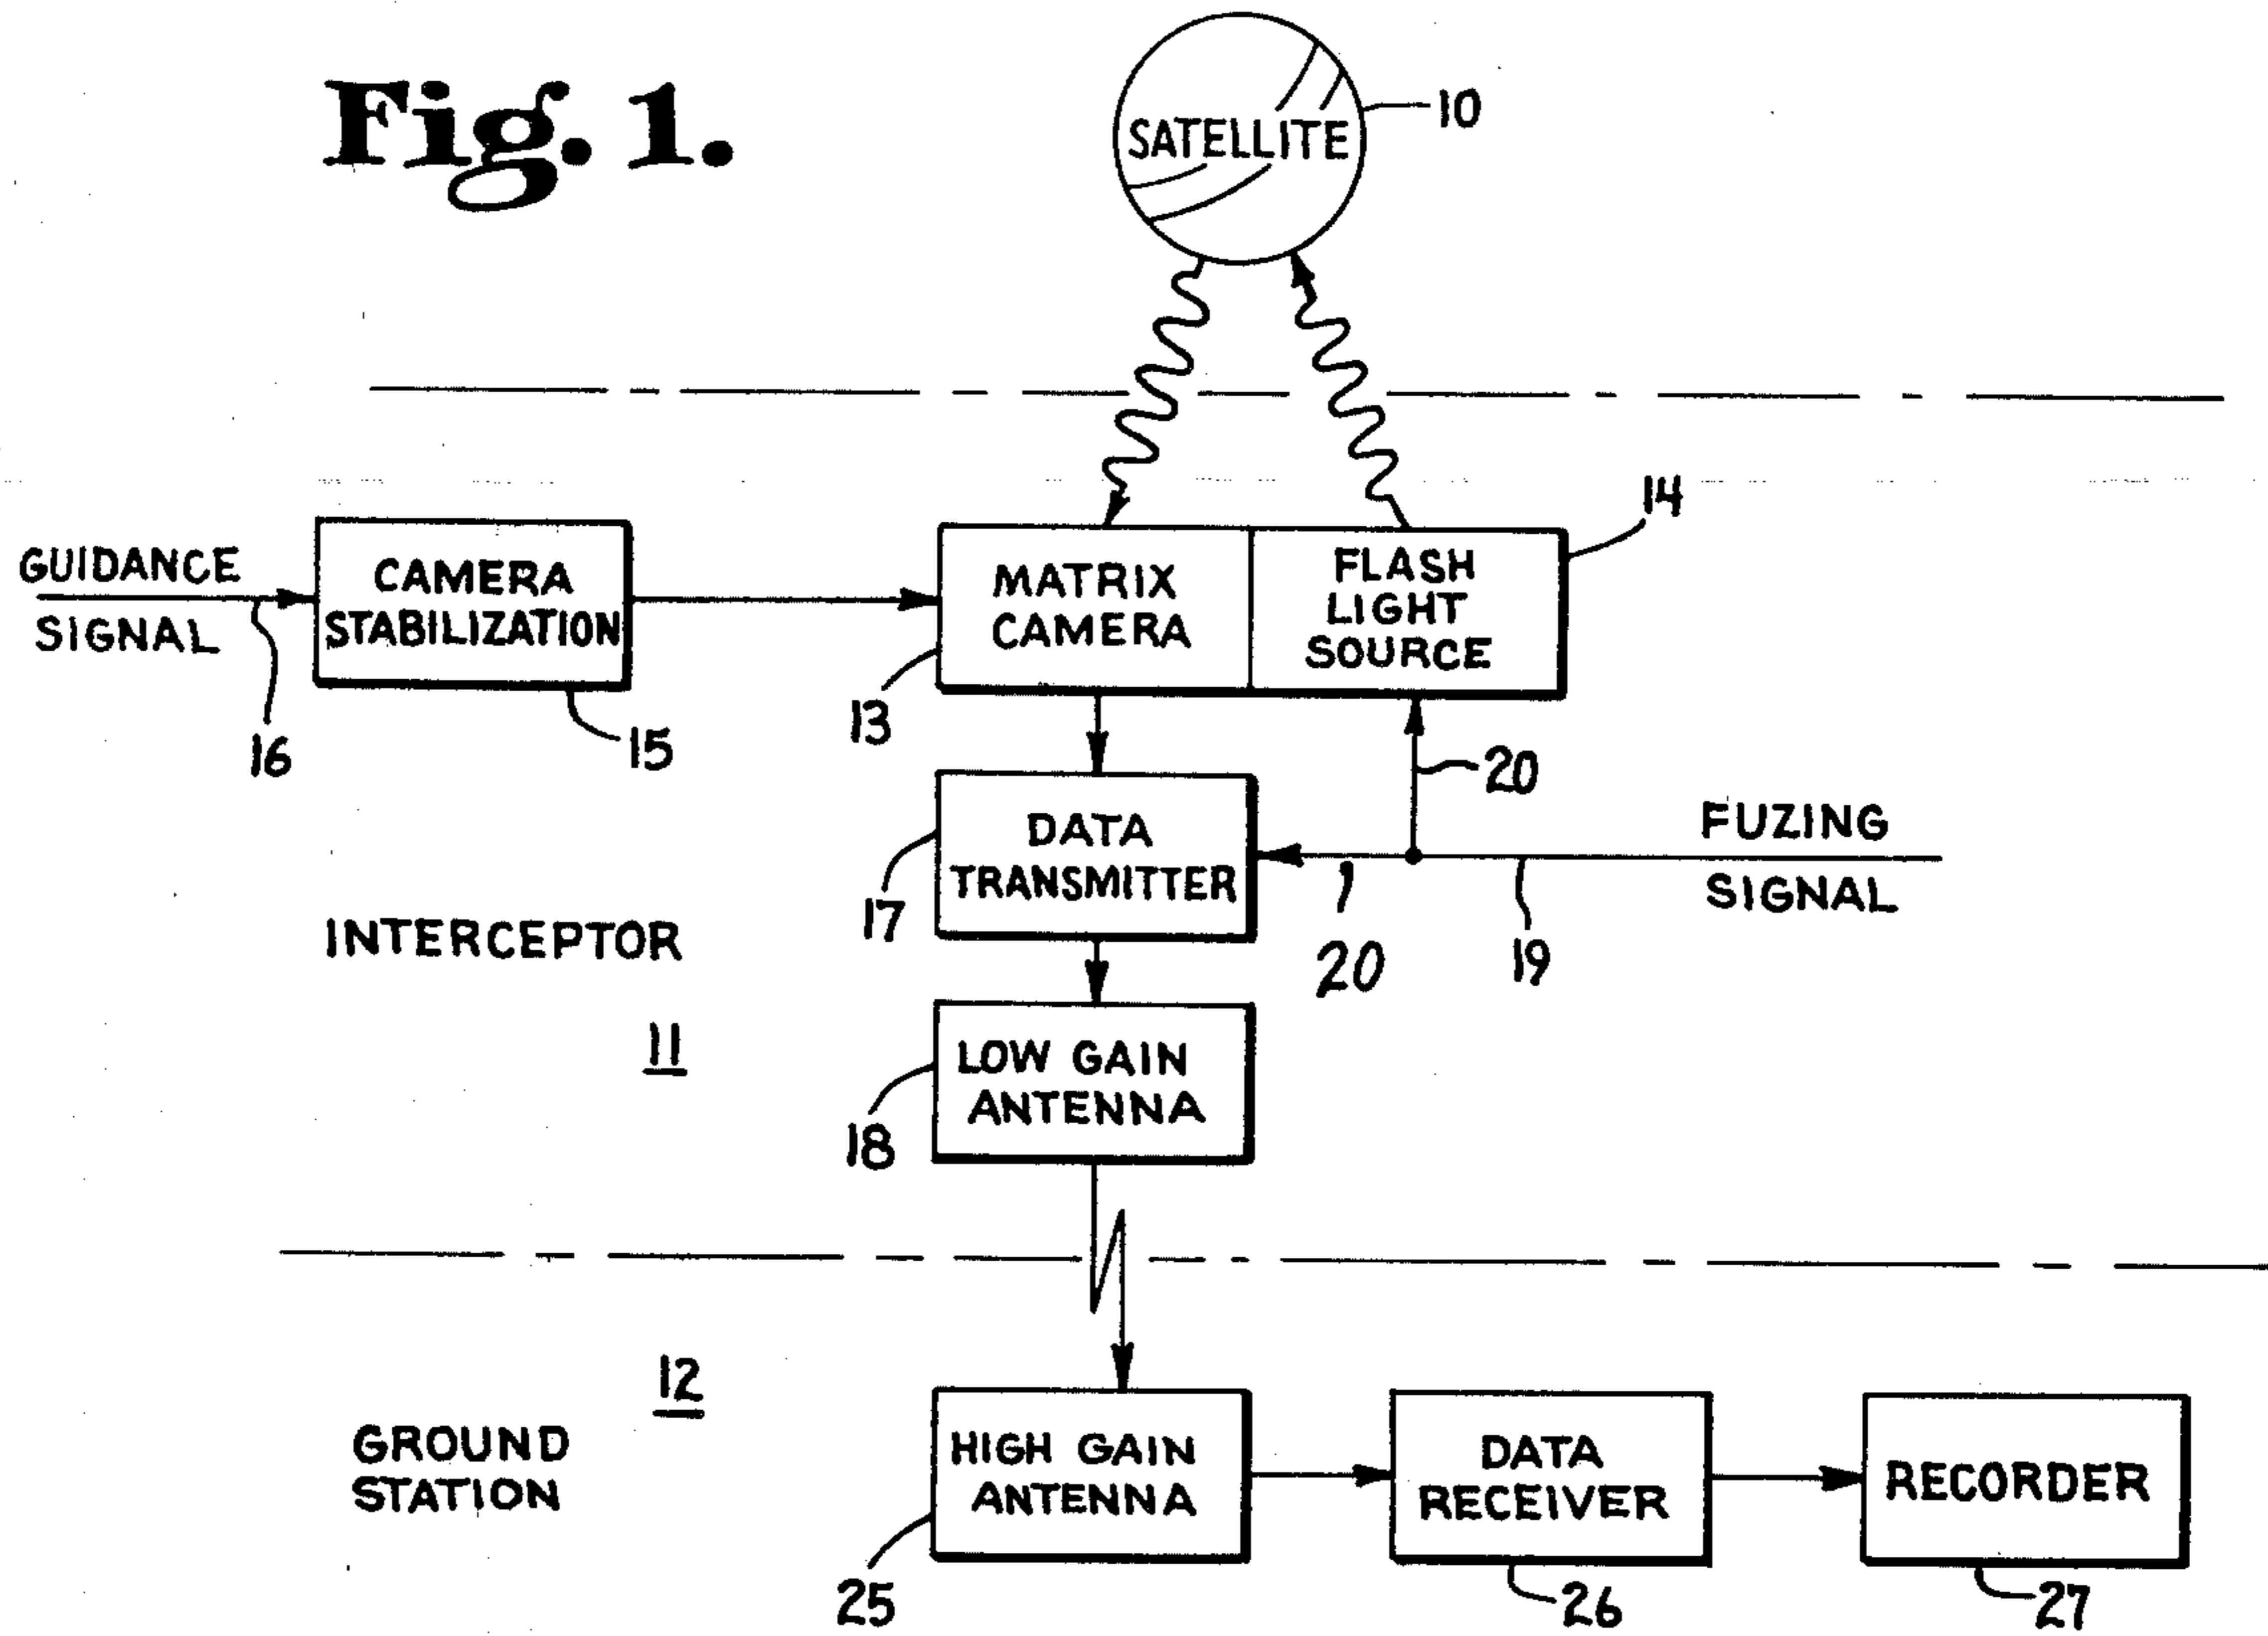 Fig. 1.
SATELLITE
10
14
GUIDANCE
SIGNAL
16
CAMERA
STABILIZATION
15
MATRIX
CAMERA
13
FLASH
LIGHT
SOURCE
20
DATA
TRANSMITTER
17
20
FUZING
SIGNAL
19
INTERCEPTOR
11
LOW GAIN
ANTENNA
18
12
GROUND
STATION
HIGH GAIN
ANTENNA
25
DATA
RECEIVER
26
RECORDER
27